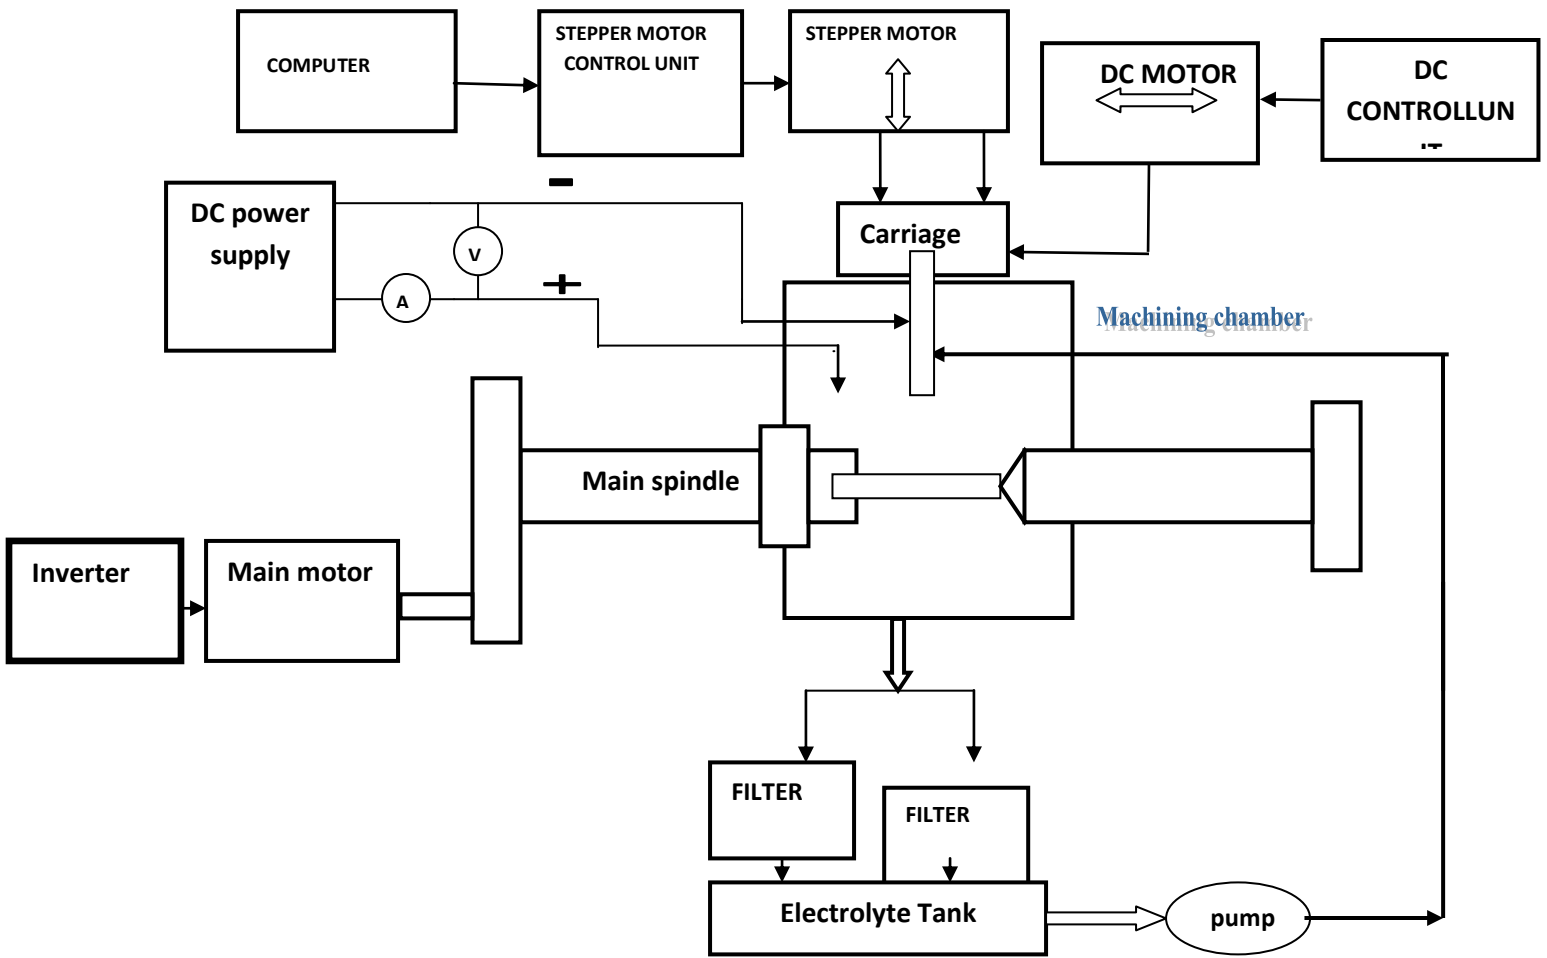 COMPUTER
STEPPER MOTOR
CONTROL UNIT
STEPPER MOTOR
DC MOTOR
DC
CONTROLLUN
IT
-
DC power
supply
V
Carriage
+
A
Machining chamber
Main spindle
Inverter
Main motor
FILTER
FILTER
Electrolyte Tank
pump